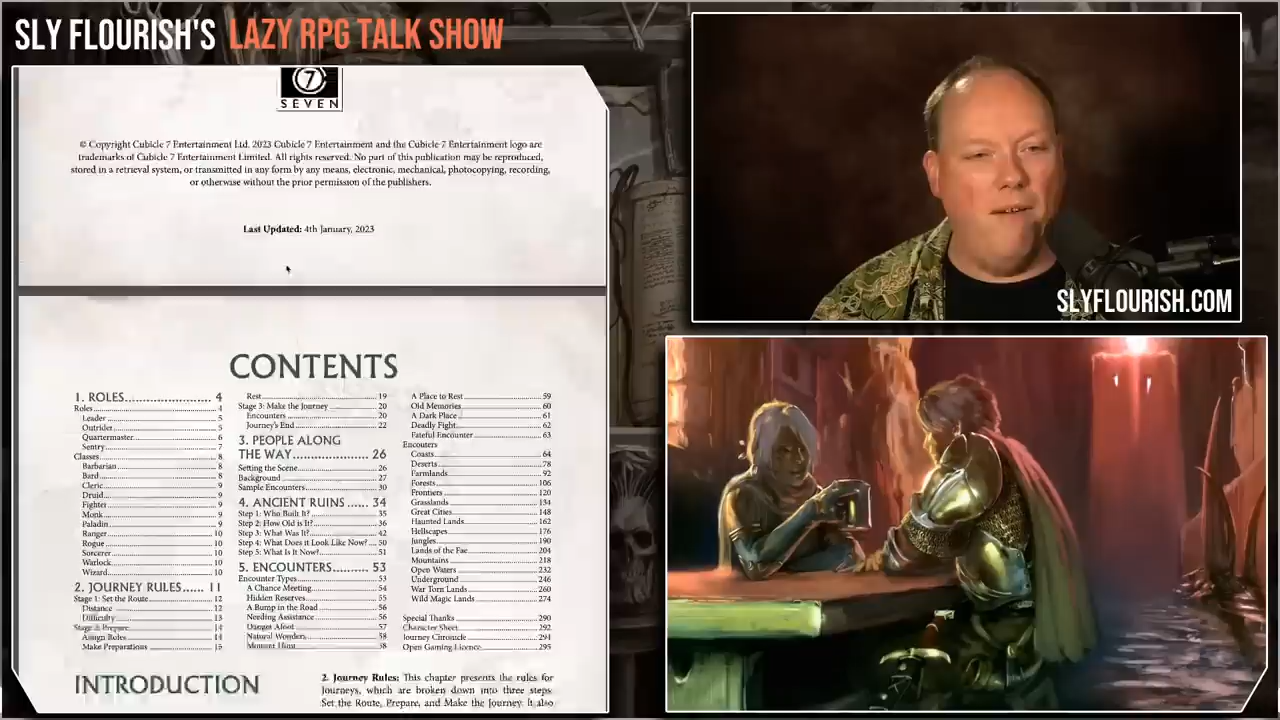 SLY FLOURISH'S LAZY RPG TALK SHOW
7
SEVEN
© Copyright Cubicle 7 Entertainment Ltd. 2023 Cubicle 7 Entertainment and the Cubicle 7 Entertainment logo are
trademarks of Cubicle 7 Entertainment Limited. All rights reserved. No part of this publication may be reproduced,
stored in a retrieval system, or transmitted in any form by any means, electronic, mechanical, photocopying, recording,
or otherwise without the prior permission of the publishers.
Last Updated: 4th January, 2023
CONTENTS
1. ROLES 4
Roles 4
Leader 5
Outrider 5
Quartermaster 6
Sentry 7
Classes 8
Barbarian 8
Bard 8
Cleric 9
Druid 9
Fighter 9
Monk 9
Paladin 9
Ranger 10
Rogue 10
Sorcerer 10
Warlock 10
Wizard 10
2. JOURNEY RULES 11
Stage 1: Set the Route 12
Distance 12
Difficulty 13
Stage 2: Prepare 14
Assign Roles 14
Make Preparations 15
Rest 19
Stage 3: Make the Journey 20
Encounters 20
Journey's End 22
3. PEOPLE ALONG
THE WAY 26
Setting the Scene 26
Background 27
Sample Encounters 30
4. ANCIENT RUINS 34
Step 1: Who Built It? 35
Step 2: How Old is It? 36
Step 3: What Was It? 42
Step 4: What Does it Look Like Now? 50
Step 5: What Is It Now? 51
5. ENCOUNTERS 53
Encounter Types 53
A Chance Meeting 54
Hidden Reserves 55
A Bump in the Road 56
Needing Assistance 56
Danger Afoot 57
Natural Wonders 58
Monster Hunt 58
A Place to Rest 59
Old Memories 60
A Dark Place 61
Deadly Fight 62
Fateful Encounter 63
Encouters
Coasts 64
Deserts 78
Farmlands 92
Forests 106
Frontiers 120
Grasslands 134
Great Cities 148
Haunted Lands 162
Hellscapes 176
Jungles 190
Lands of the Fae 204
Mountains 218
Open Waters 232
Underground 246
War Torn Lands 260
Wild Magic Lands 274
Special Thanks 290
Character Sheet 292
Journey Chronicle 294
Open Gaming Licence 295
INTRODUCTION
2. Journey Rules: This chapter presents the rules for
Journeys, which are broken down into three steps
Set the Route, Prepare, and Make the Journey. It also
SLYFLOURISH.COM